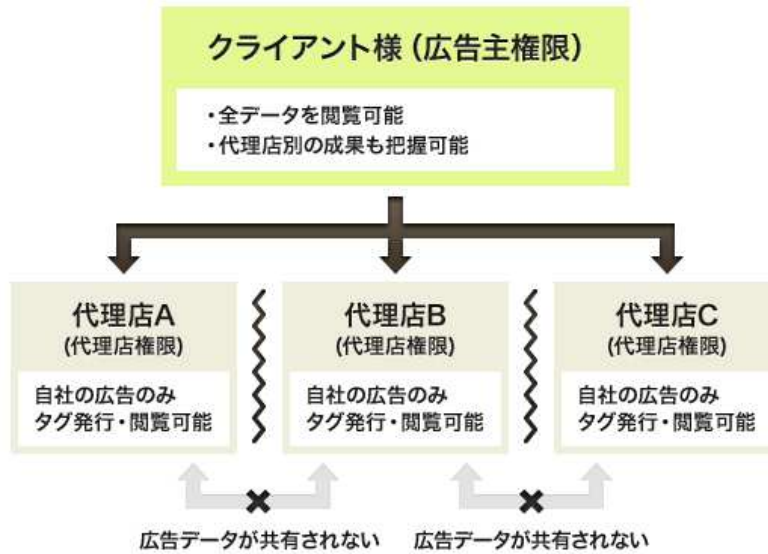 クライアント様（広告主権限）
・全データを閲覧可能
・代理店別の成果も把握可能
代理店A
(代理店権限)
自社の広告のみ
タグ発行・閲覧可能
代理店B
(代理店権限)
自社の広告のみ
タグ発行・閲覧可能
代理店C
(代理店権限)
自社の広告のみ
タグ発行・閲覧可能
広告データが共有されない
広告データが共有されない